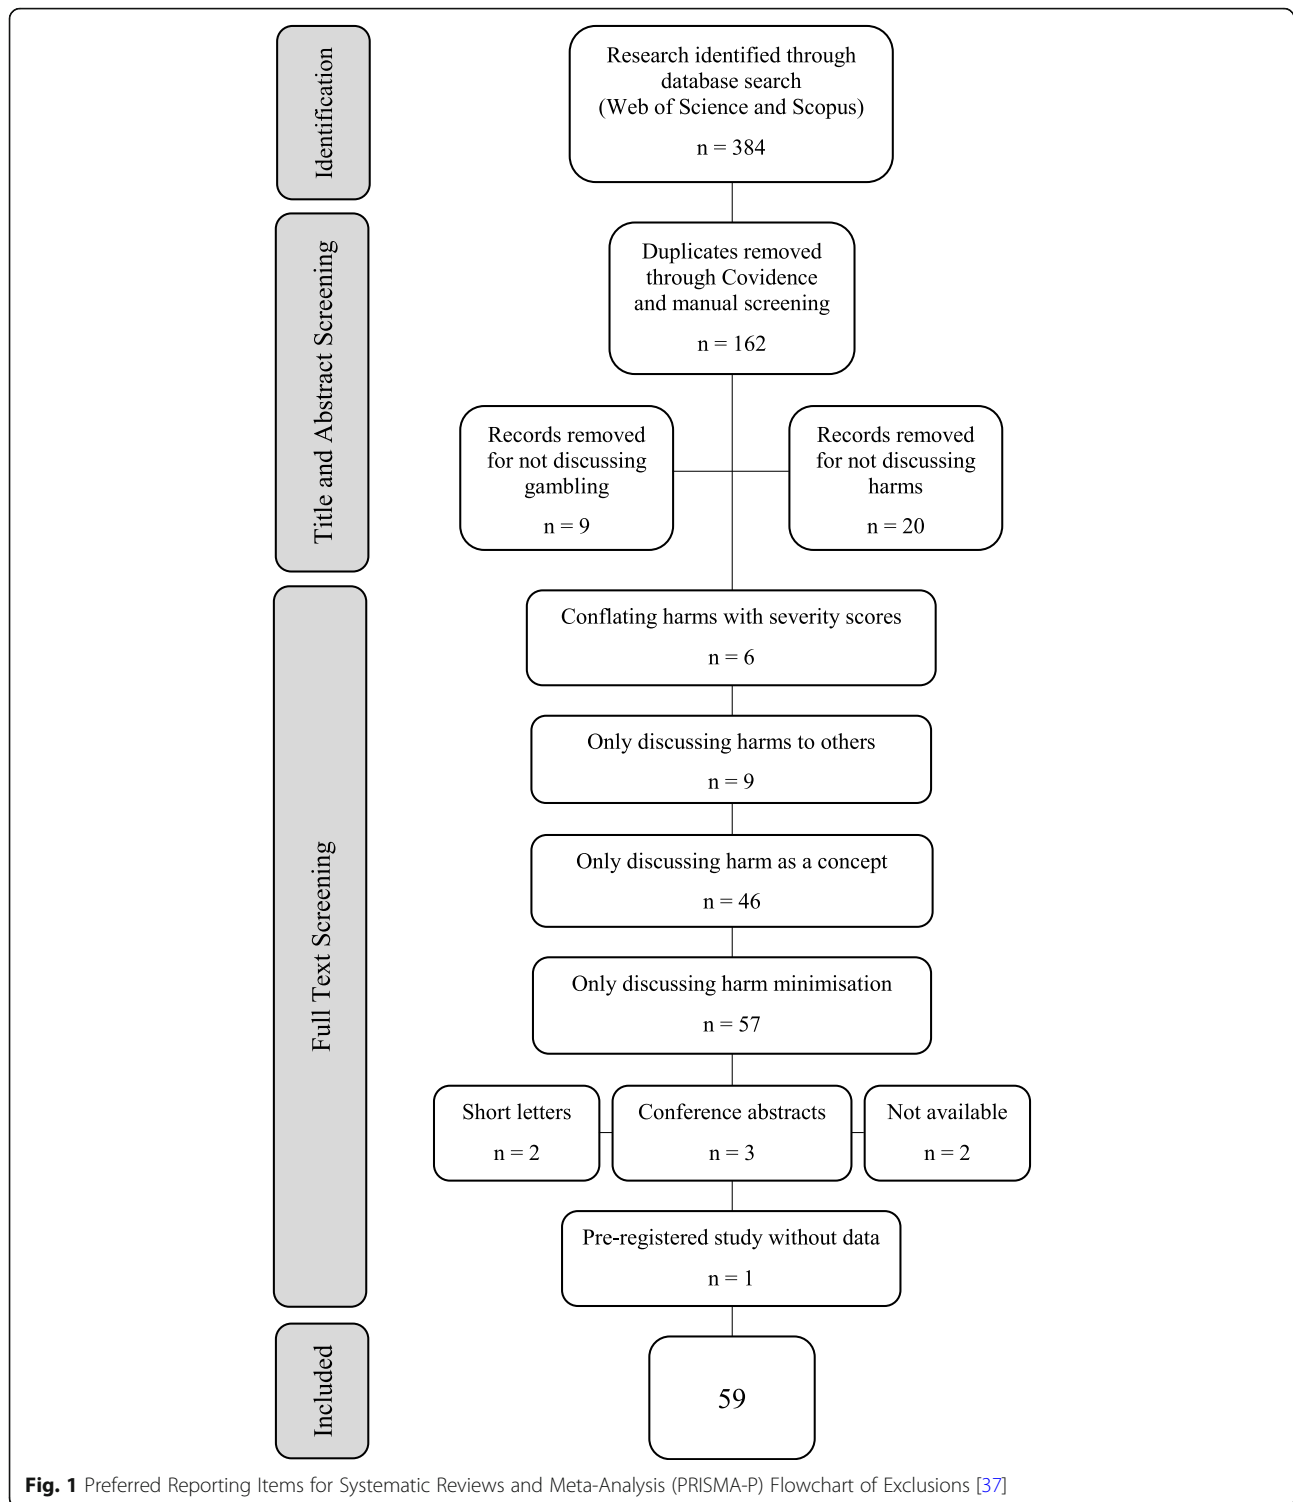 Identification
Research identified through
database search
(Web of Science and Scopus)
n = 384
Title and Abstract Screening
Duplicates removed
through Covidence
and manual screening
n = 162
Records removed
for not discussing
gambling
n = 9
Records removed
for not discussing
harms
n = 20
Full Text Screening
Conflating harms with severity scores
n = 6
Only discussing harms to others
n = 9
Only discussing harm as a concept
n = 46
Only discussing harm minimisation
n = 57
Short letters
n = 2
Conference abstracts
n = 3
Not available
n = 2
Pre-registered study without data
n = 1
Included
59
Fig. 1 Preferred Reporting Items for Systematic Reviews and Meta-Analysis (PRISMA-P) Flowchart of Exclusions [37]